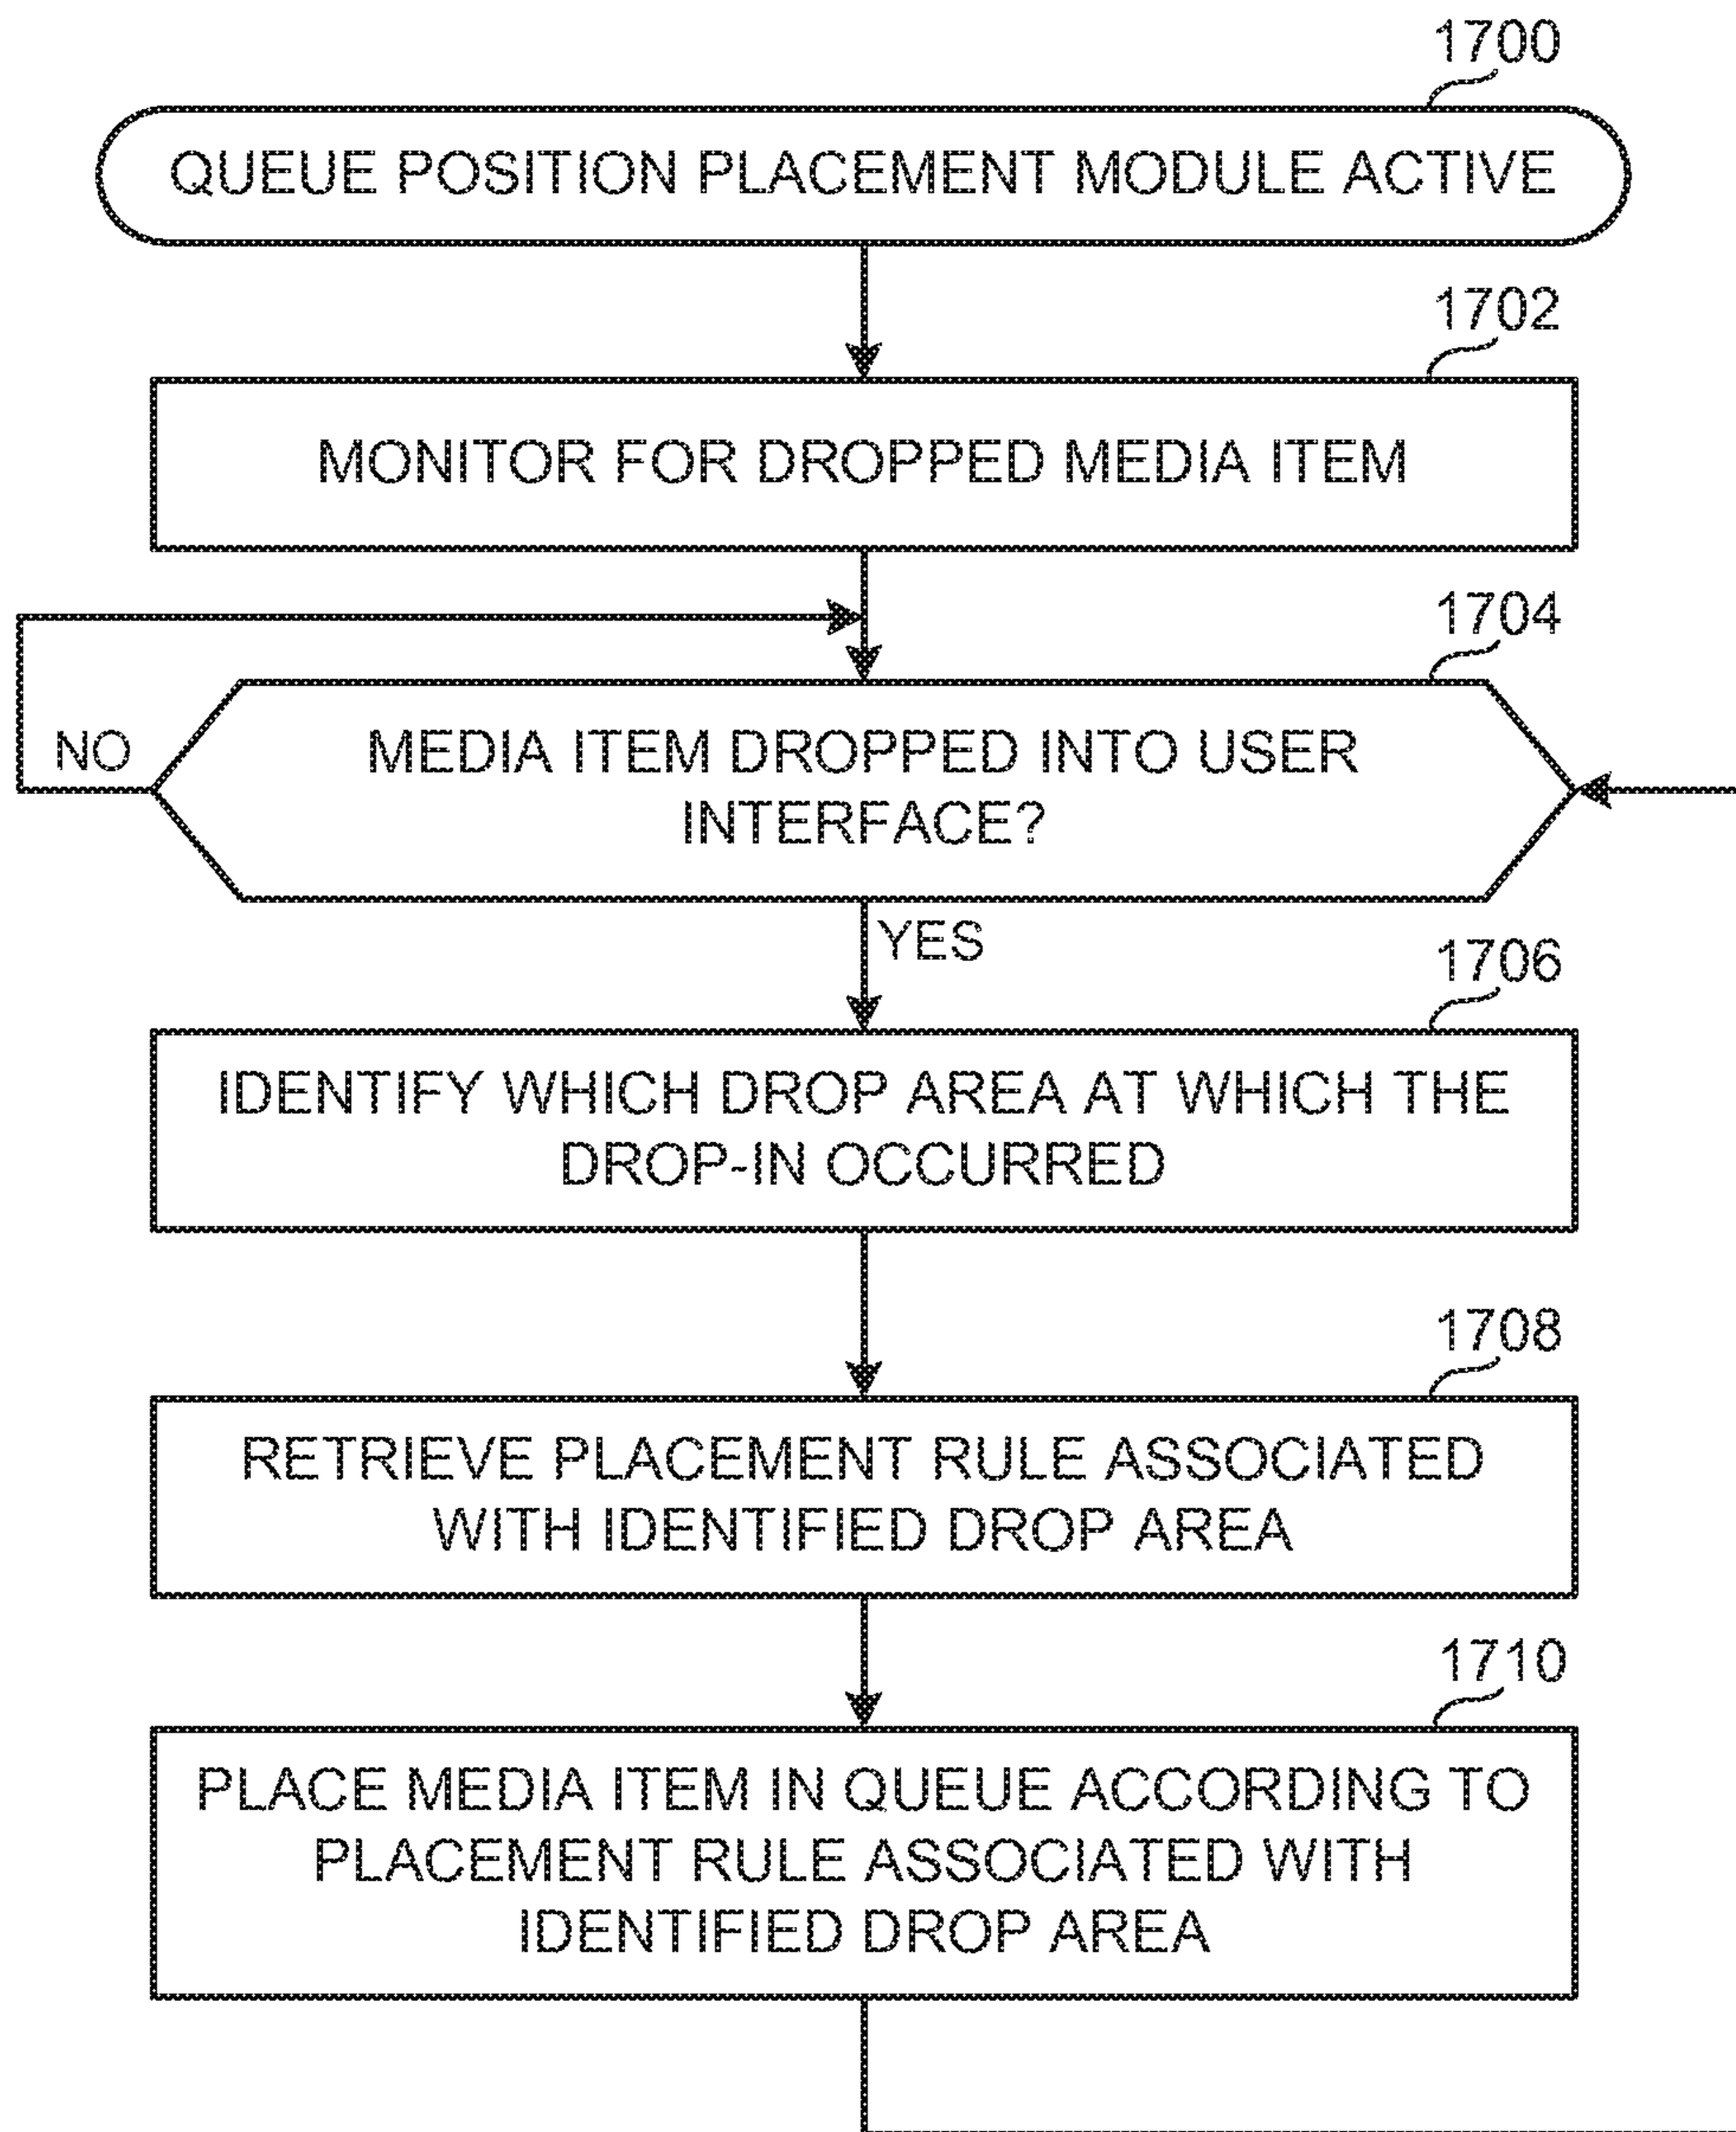 1700
QUEUE POSITION PLACEMENT MODULE ACTIVE
1702
MONITOR FOR DROPPED MEDIA ITEM
1704
NO
MEDIA ITEM DROPPED INTO USER
INTERFACE?
YES
1706
IDENTIFY WHICH DROP AREA AT WHICH THE
DROP-IN OCCURRED
1708
RETRIEVE PLACEMENT RULE ASSOCIATED
WITH IDENTIFIED DROP AREA
1710
PLACE MEDIA ITEM IN QUEUE ACCORDING TO
PLACEMENT RULE ASSOCIATED WITH
IDENTIFIED DROP AREA